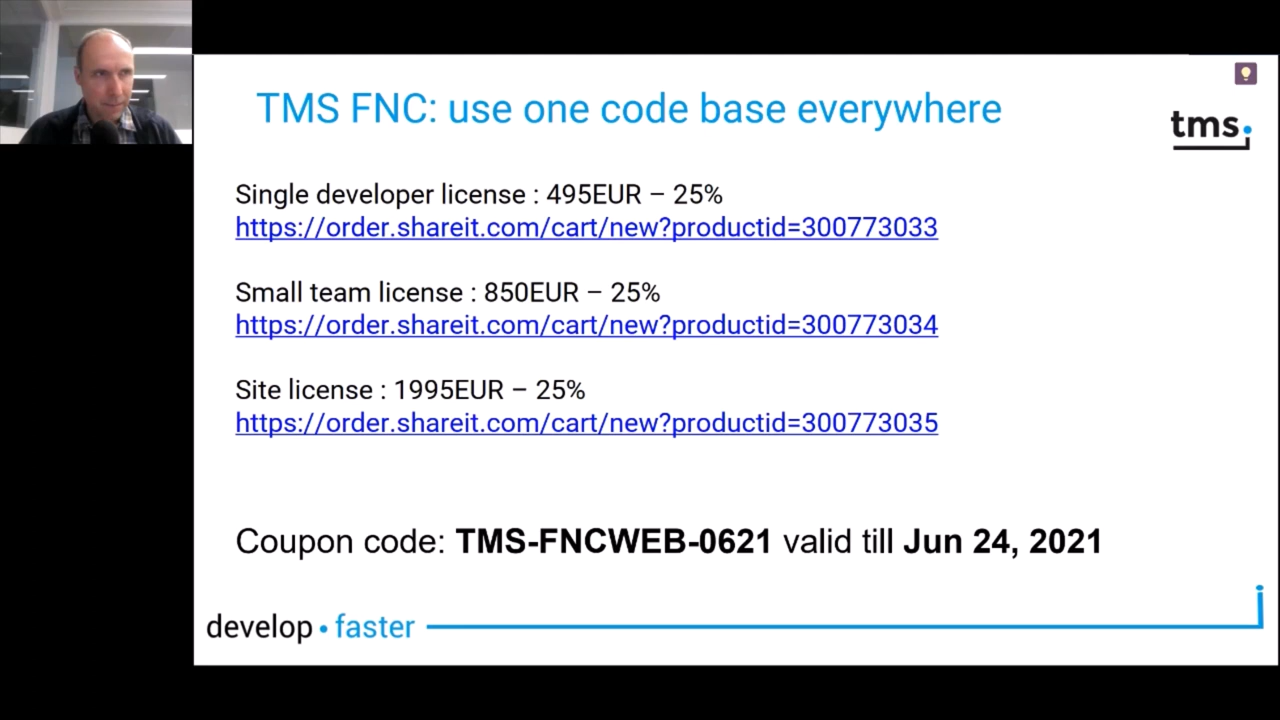 TMS FNC: use one code base everywhere
tms.
Single developer license : 495EUR – 25%
https://order.shareit.com/cart/new?productid=300773033
Small team license : 850EUR – 25%
https://order.shareit.com/cart/new?productid=300773034
Site license : 1995EUR – 25%
https://order.shareit.com/cart/new?productid=300773035
Coupon code: TMS-FNCWEB-0621 valid till Jun 24, 2021
develop • faster